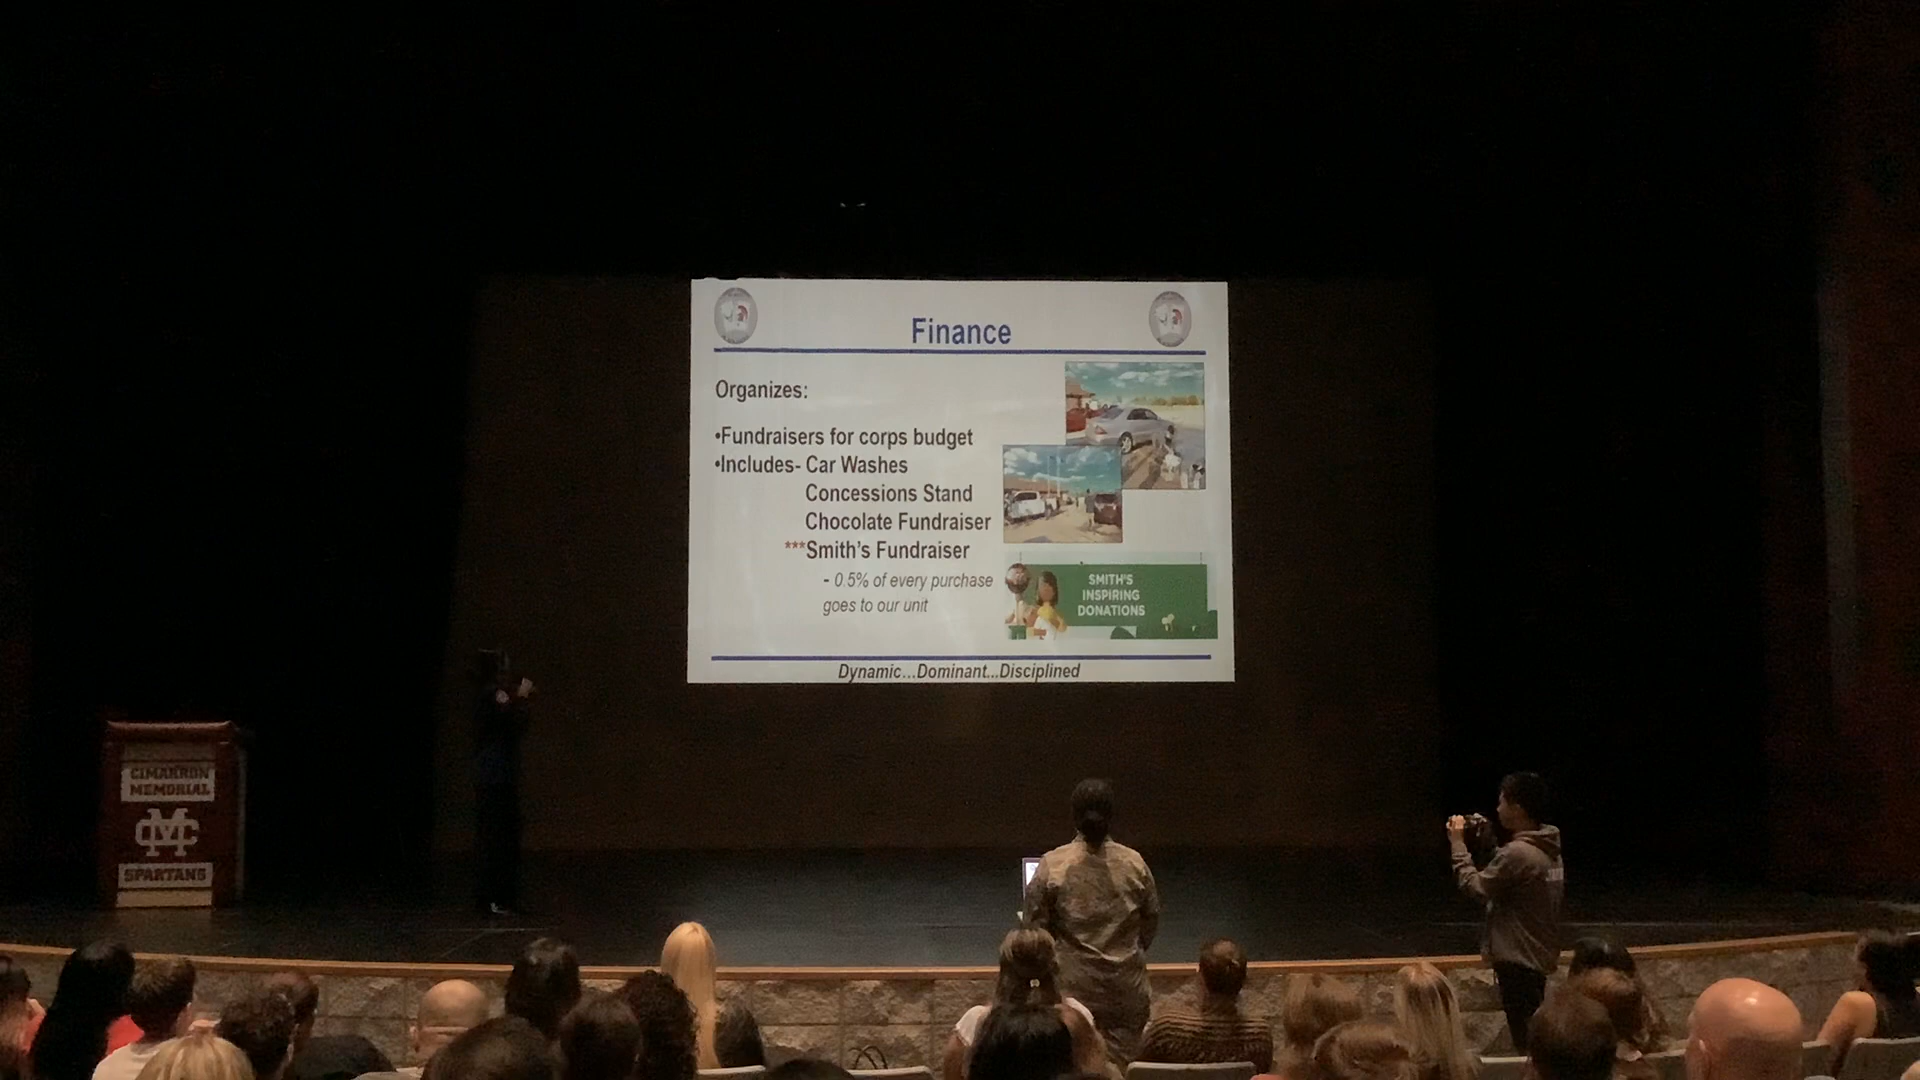 Finance
Organizes:
•Fundraisers for corps budget
•Includes- Car Washes
Concessions Stand
Chocolate Fundraiser
***Smith's Fundraiser
- 0.5% of every purchase
goes to our unit
SMITH'S
INSPIRING
DONATIONS
Dynamic...Dominant...Disciplined
CIMARRON
MEMORIAL
CM
SPARTANS